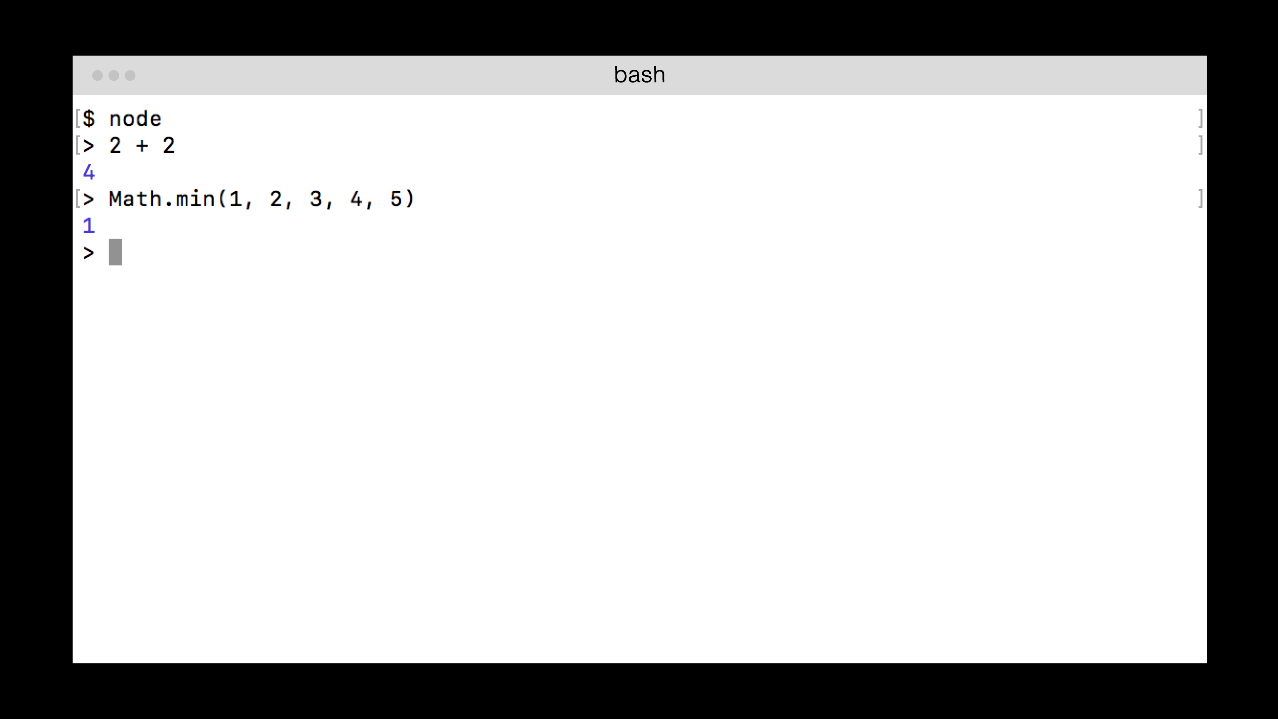 bash
[$ node ]
[> 2 + 2 ]
4
[> Math.min(1, 2, 3, 4, 5) ]
1
>